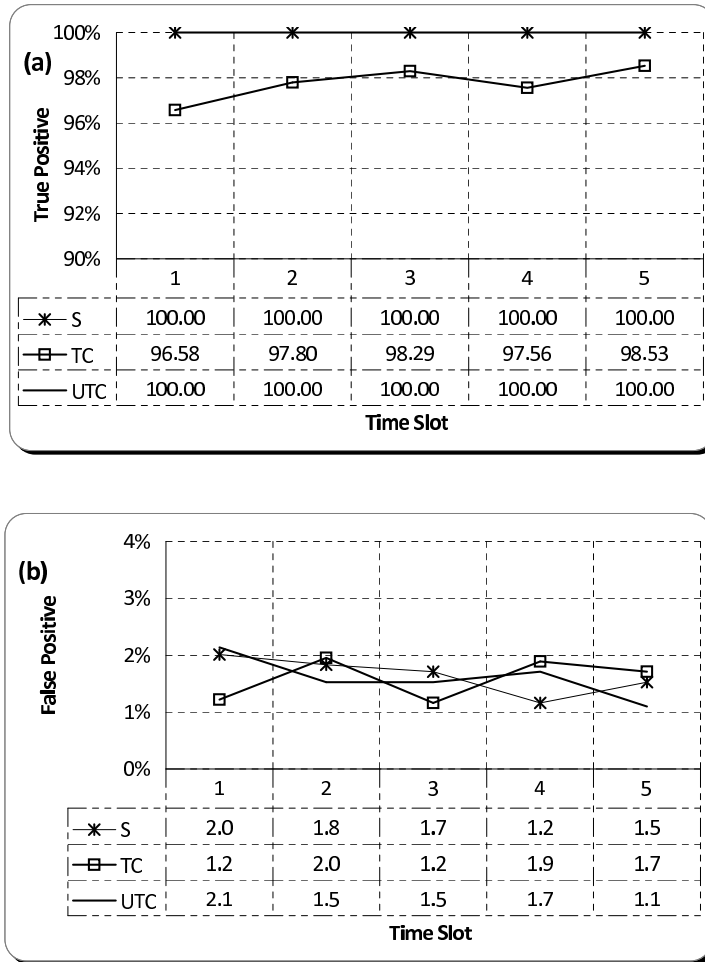 100%
(a)
98%
96%
94%
92%
90%
True Positive
1 2 3 4 5
S 100.00 100.00 100.00 100.00 100.00
TC 96.58 97.80 98.29 97.56 98.53
UTC 100.00 100.00 100.00 100.00 100.00
Time Slot
4%
(b)
3%
2%
1%
0%
False Positive
1 2 3 4 5
S 2.0 1.8 1.7 1.2 1.5
TC 1.2 2.0 1.2 1.9 1.7
UTC 2.1 1.5 1.5 1.7 1.1
Time Slot